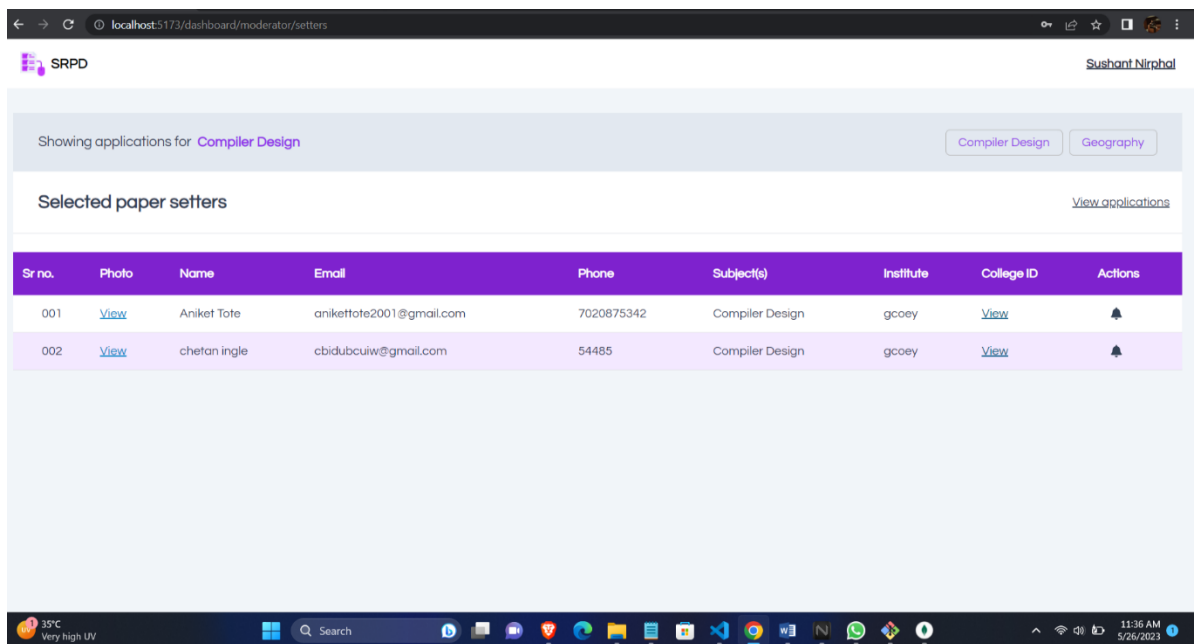 localhost:5173/dashboard/moderator/setters
SRPD
Sushant Nirphal
Showing applications for Compiler Design
Compiler Design
Geography
Selected paper setters
View applications
Sr no. Photo Name Email Phone Subject(s) Institute College ID Actions
001 View Aniket Tote anikettote2001@gmail.com 7020875342 Compiler Design gcoey View
002 View chetan ingle cbidubcuiw@gmail.com 54485 Compiler Design gcoey View
1
35°C
Very high UV
Search
11:36 AM
5/26/2023
1